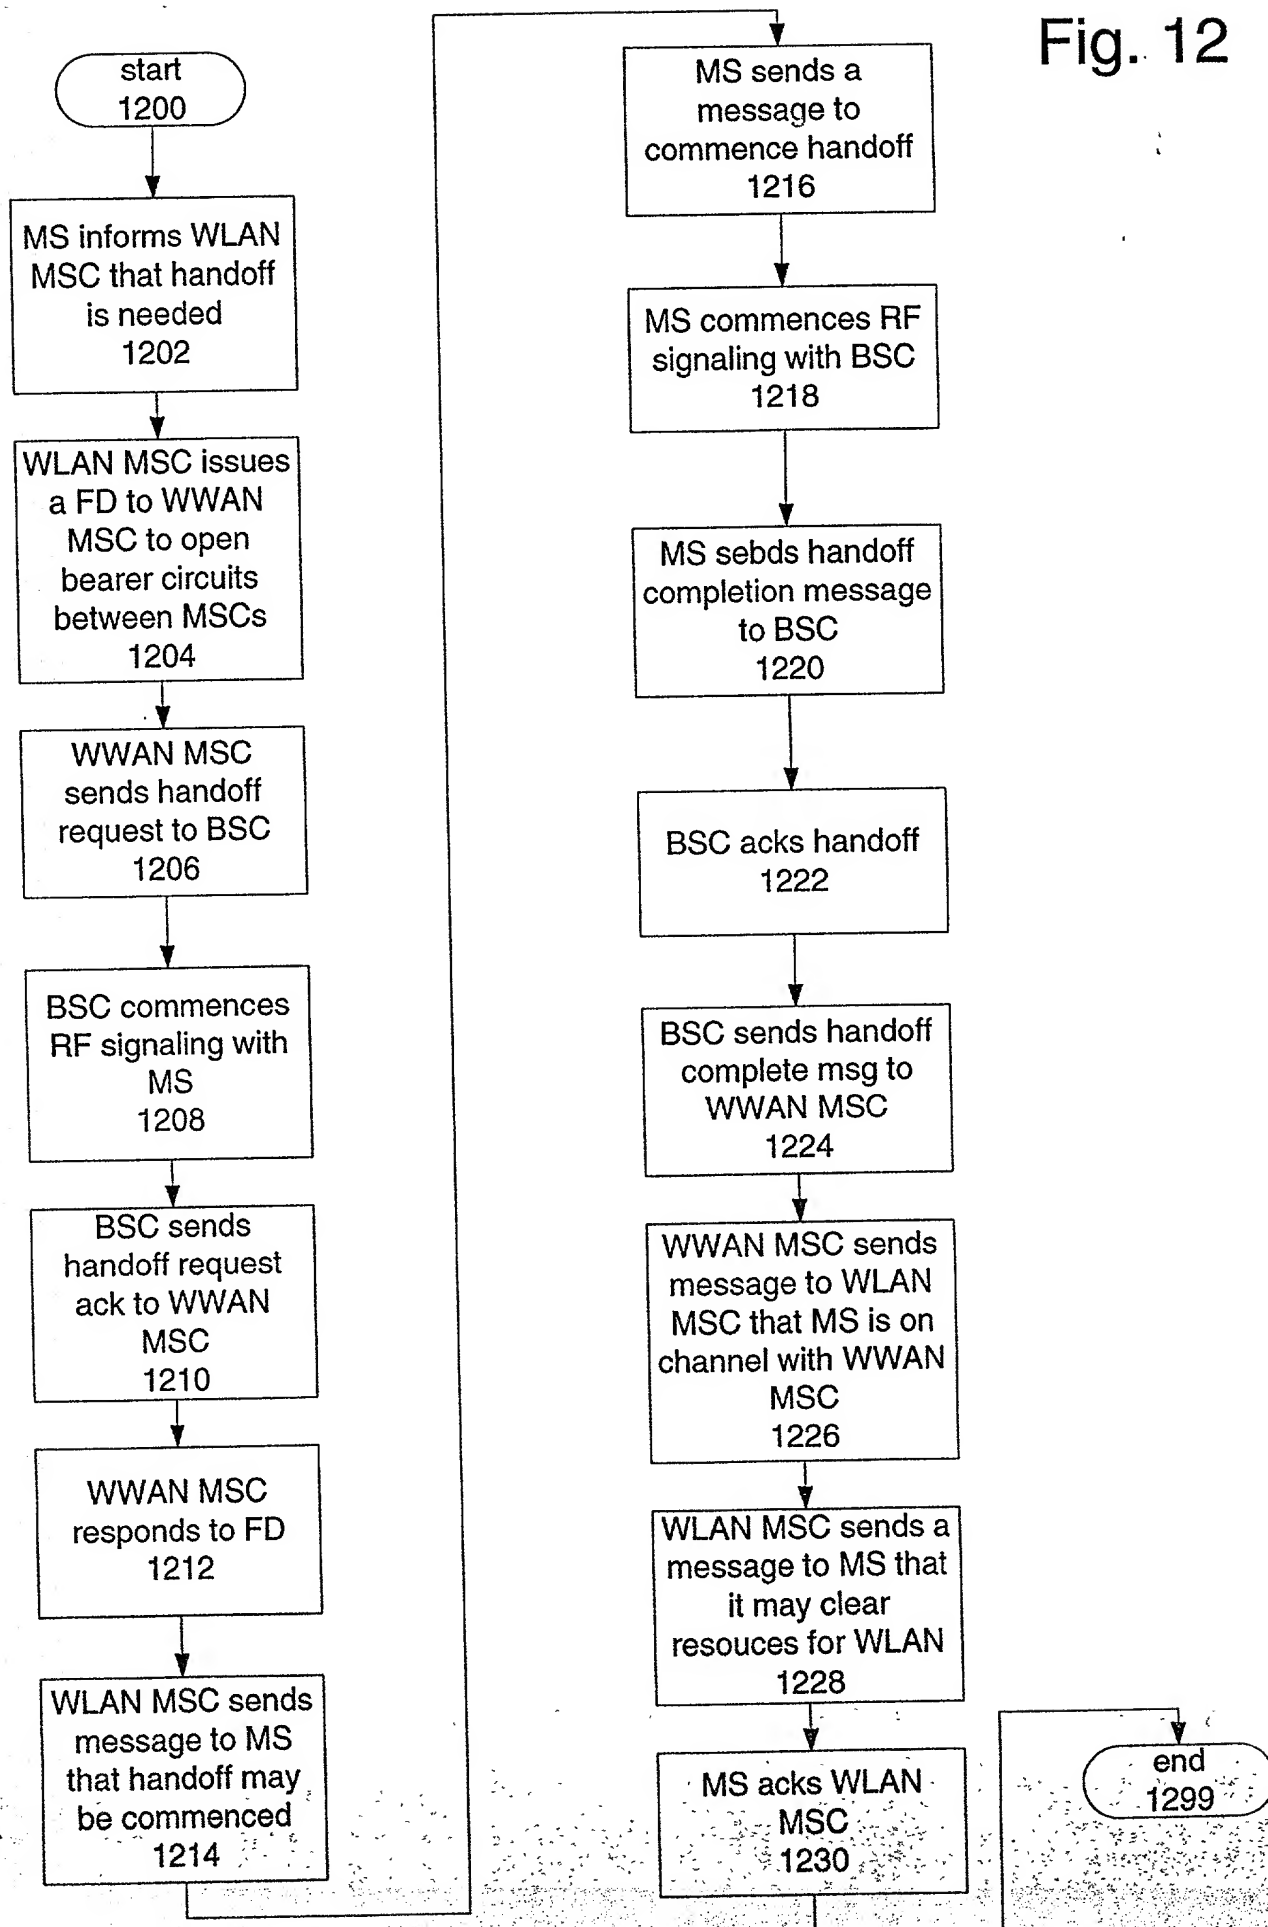 Fig. 12
start
1200
MS informs WLAN
MSC that handoff
is needed
1202
WLAN MSC issues
a FD to WWAN
MSC to open
bearer circuits
between MSCs
1204
WWAN MSC
sends handoff
request to BSC
1206
BSC commences
RF signaling with
MS
1208
BSC sends
handoff request
ack to WWAN
MSC
1210
WWAN MSC
responds to FD
1212
WLAN MSC sends
message to MS
that handoff may
be commenced
1214
MS sends a
message to
commence handoff
1216
MS commences RF
signaling with BSC
1218
MS sebds handoff
completion message
to BSC
1220
BSC acks handoff
1222
BSC sends handoff
complete msg to
WWAN MSC
1224
WWAN MSC sends
message to WLAN
MSC that MS is on
channel with WWAN
MSC
1226
WLAN MSC sends a
message to MS that
it may clear
resouces for WLAN
1228
MS acks WLAN
MSC
1230
end
1299